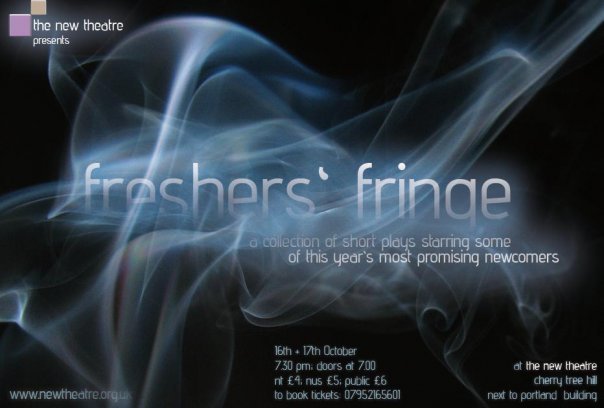 the new theatre
presents
freshers' fringe
a collection of short plays starring some
of this year's most promising newcomers
16th + 17th October
7.30 pm; doors at 7.00
nt £4; nus £5; public £6
to book tickets: 07952165601
at the new theatre
cherry tree hill
next to portland building
www.newtheatre.org.uk